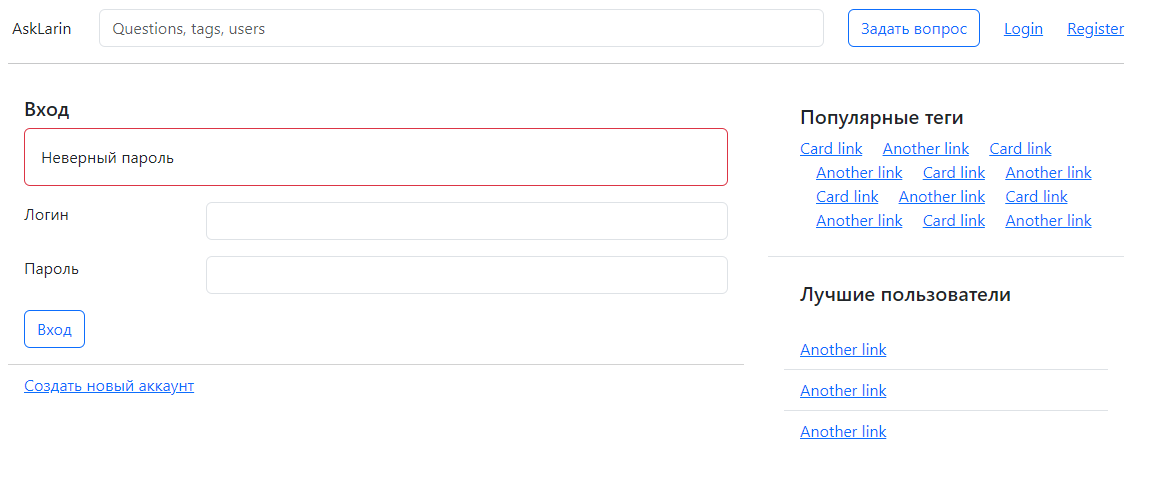 AskLarin Questions, tags, users Задать вопрос Login Register
Вход
Неверный пароль
Логин
Пароль
Вход
Создать новый аккаунт
Популярные теги
Card link Another link Card link
Another link Card link Another link
Card link Another link Card link
Another link Card link Another link
Лучшие пользователи
Another link
Another link
Another link